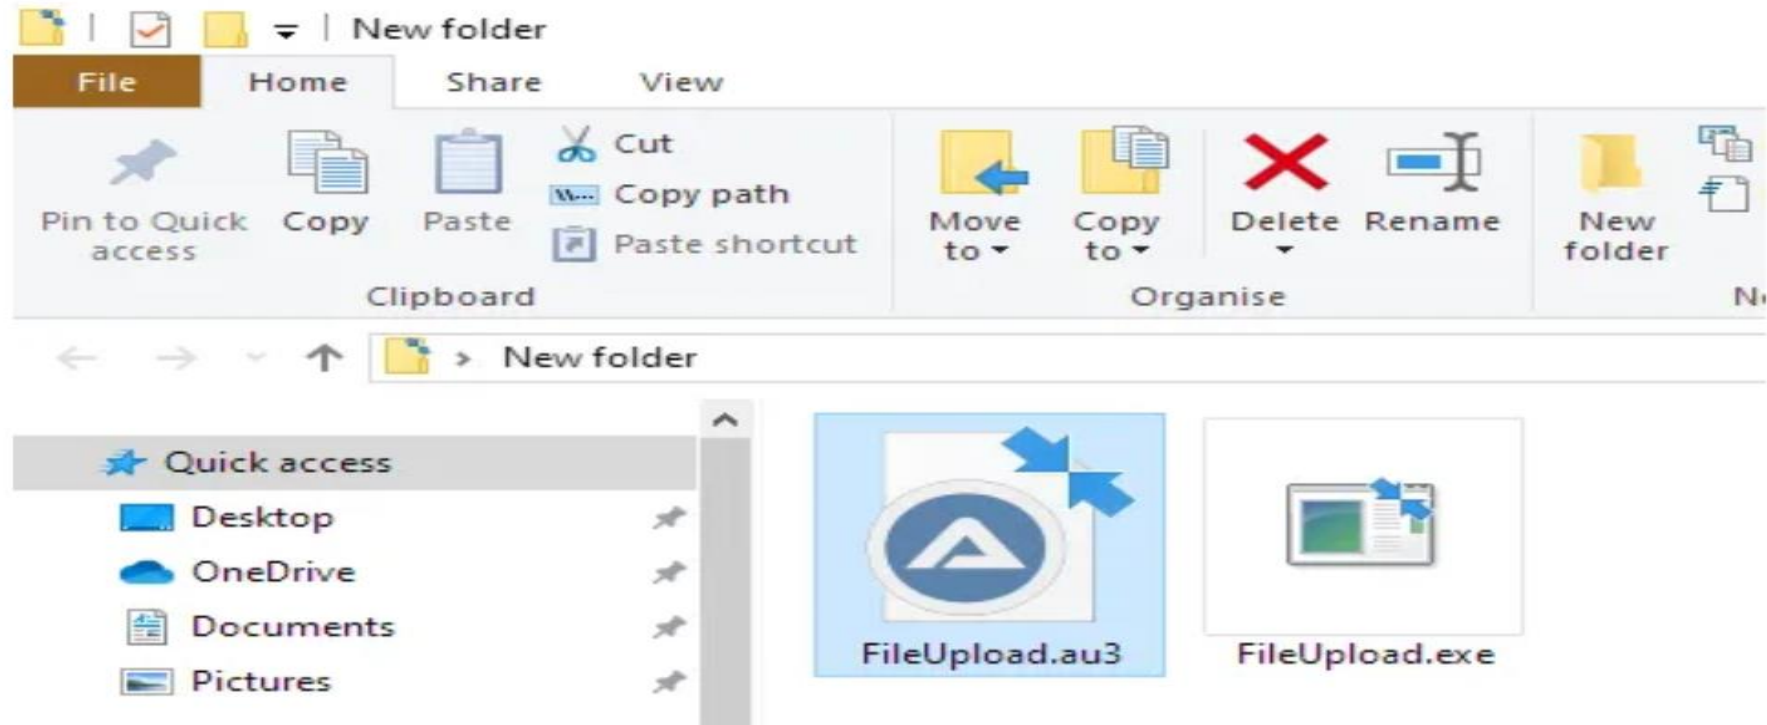 New folder
File Home Share View
Pin to Quick access
Copy
Paste
Cut
Copy path
Paste shortcut
Clipboard
Move to
Copy to
Delete
Rename
Organise
New folder
New folder
Quick access
Desktop
OneDrive
Documents
Pictures
FileUpload.au3
FileUpload.exe